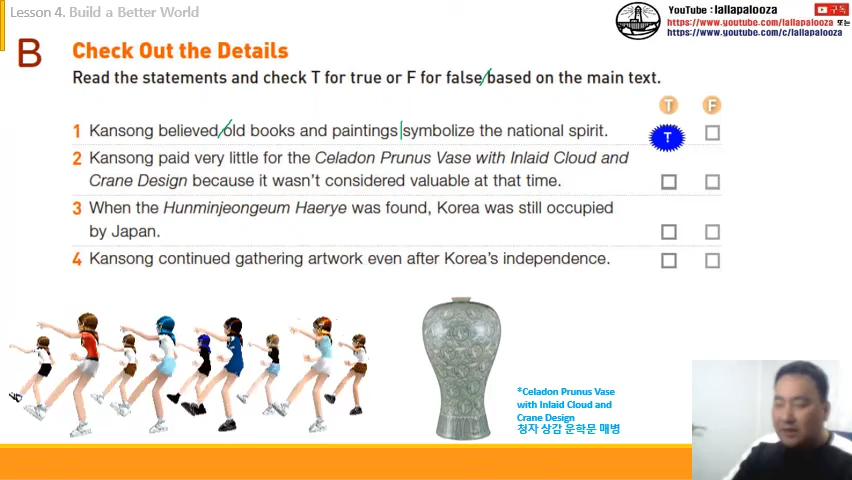 Lesson 4. Build a Better World
YouTube : lallapalooza
구독
https://www.youtube.com/lallapalooza 또는
https://www.youtube.com/c/lallapalooza
B
Check Out the Details
Read the statements and check T for true or F for false based on the main text.
T F
1 Kansong believed old books and paintings symbolize the national spirit.
T
2 Kansong paid very little for the Celadon Prunus Vase with Inlaid Cloud and
Crane Design because it wasn't considered valuable at that time.
3 When the Hunminjeongeum Haerye was found, Korea was still occupied
by Japan.
4 Kansong continued gathering artwork even after Korea's independence.
*Celadon Prunus Vase
with Inlaid Cloud and
Crane Design
청자 상감 운학문 매병